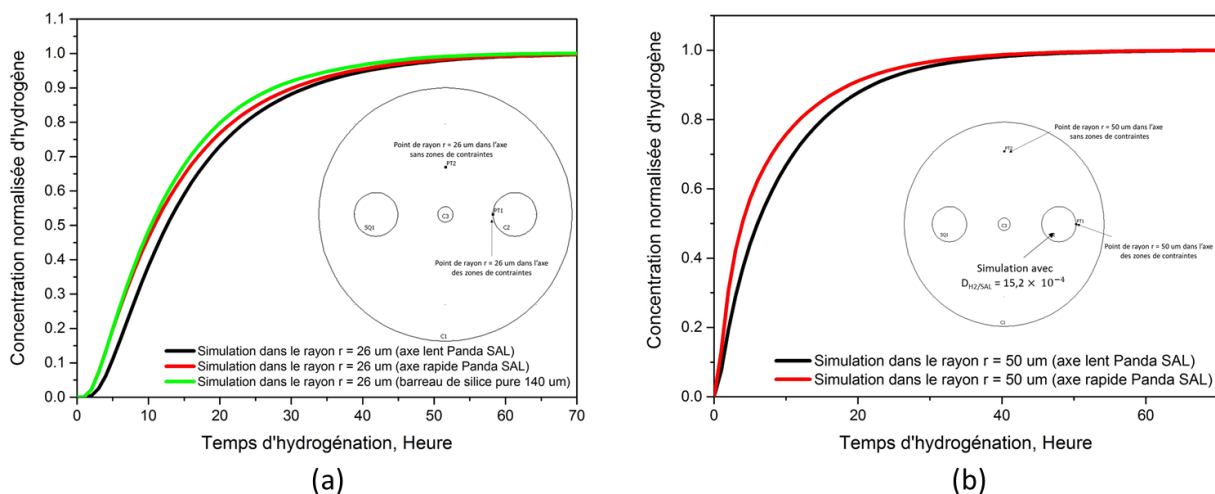 1.1
1.0
0.9
0.8
0.7
0.6
0.5
0.4
0.3
0.2
0.1
0.0
Concentration normalisée d'hydrogène
Point de rayon r = 26 um dans l'axe
sans zones de contraintes
PT2
PT1
SQ1
C3
C2
Point de rayon r = 26 um dans l'axe
des zones de contraintes
C1
Simulation dans le rayon r = 26 um (axe lent Panda SAL)
Simulation dans le rayon r = 26 um (axe rapide Panda SAL)
Simulation dans le rayon r = 26 um (barreau de silice pure 140 um)
0 10 20 30 40 50 60 70
Temps d'hydrogénation, Heure
(a)
1.0
0.8
0.6
0.4
0.2
0.0
Concentration normalisée d'hydrogène
Point de rayon r = 50 um dans l'axe
sans zones de contraintes
PT2
PT1
SQ1
C3
Point de rayon r = 50 um dans l'axe
des zones de contraintes
Simulation avec
D_H2/SAL = 15,2 × 10⁻⁴
C1
Simulation dans le rayon r = 50 um (axe lent Panda SAL)
Simulation dans le rayon r = 50 um (axe rapide Panda SAL)
0 20 40 60
Temps d'hydrogénation, Heure
(b)